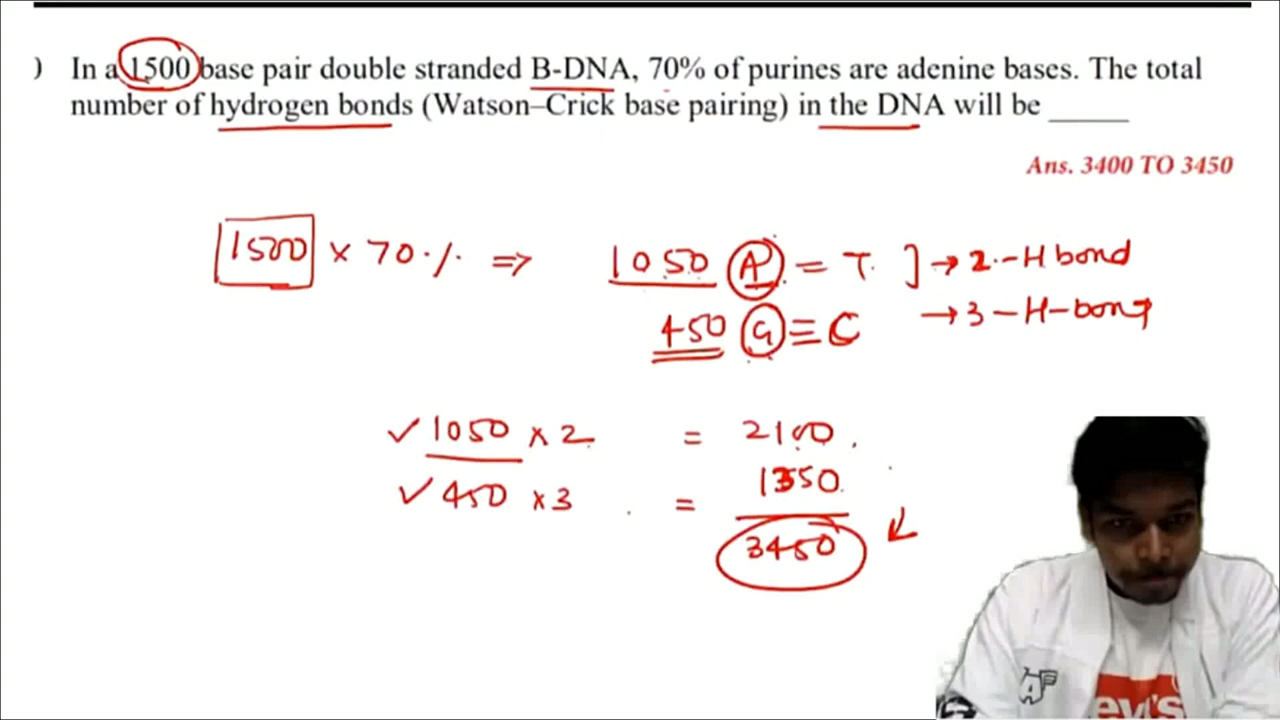 ) In a 1500 base pair double stranded B-DNA, 70% of purines are adenine bases. The total
number of hydrogen bonds (Watson–Crick base pairing) in the DNA will be ______
Ans. 3400 TO 3450
1500 × 70% ⇒ 1050 A = T ] → 2-H bond
450 G ≡ C → 3-H-bond
✓ 1050 × 2 = 2100
✓ 450 × 3 = 1350
3450
Levi's